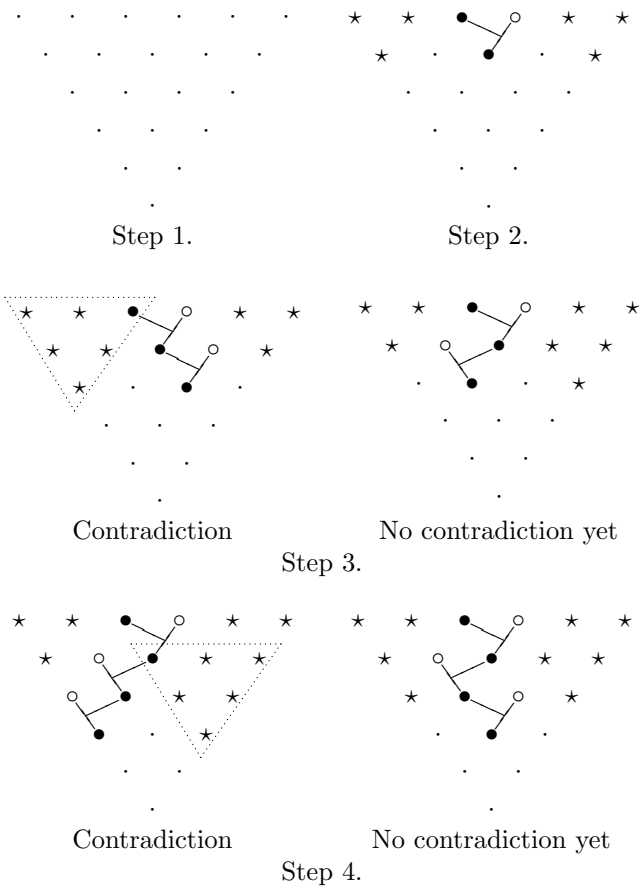 Step 1.
Step 2.
Contradiction
No contradiction yet
Step 3.
Contradiction
No contradiction yet
Step 4.